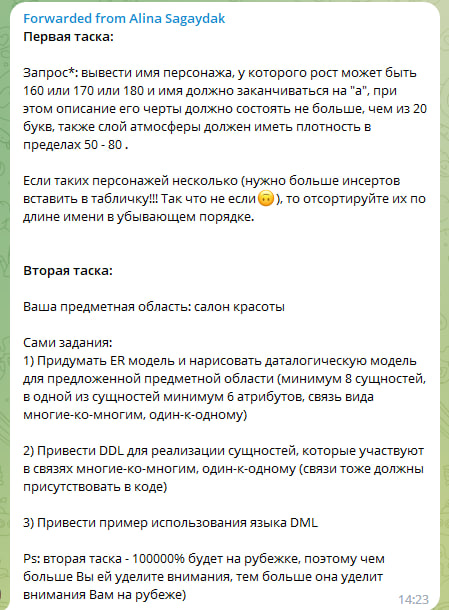 Forwarded from Alina Sagaydak
Первая таска:
Запрос*: вывести имя персонажа, у которого рост может быть
160 или 170 или 180 и имя должно заканчиваться на "а", при
этом описание его черты должно состоять не больше, чем из 20
букв, также слой атмосферы должен иметь плотность в
пределах 50 - 80 .
Если таких персонажей несколько (нужно больше инсертов
вставить в табличку!!! Так что не если🙃), то отсортируйте их по
длине имени в убывающем порядке.
Вторая таска:
Ваша предметная область: салон красоты
Сами задания:
1) Придумать ER модель и нарисовать даталогическую модель
для предложенной предметной области (минимум 8 сущностей,
в одной из сущностей минимум 6 атрибутов, связь вида
многие-ко-многим, один-к-одному)
2) Привести DDL для реализации сущностей, которые участвуют
в связях многие-ко-многим, один-к-одному (связи тоже должны
присутствовать в коде)
3) Привести пример использования языка DML
Ps: вторая таска - 100000% будет на рубежке, поэтому чем
больше Вы ей уделите внимания, тем больше она уделит
внимания Вам на рубеже)
14:23